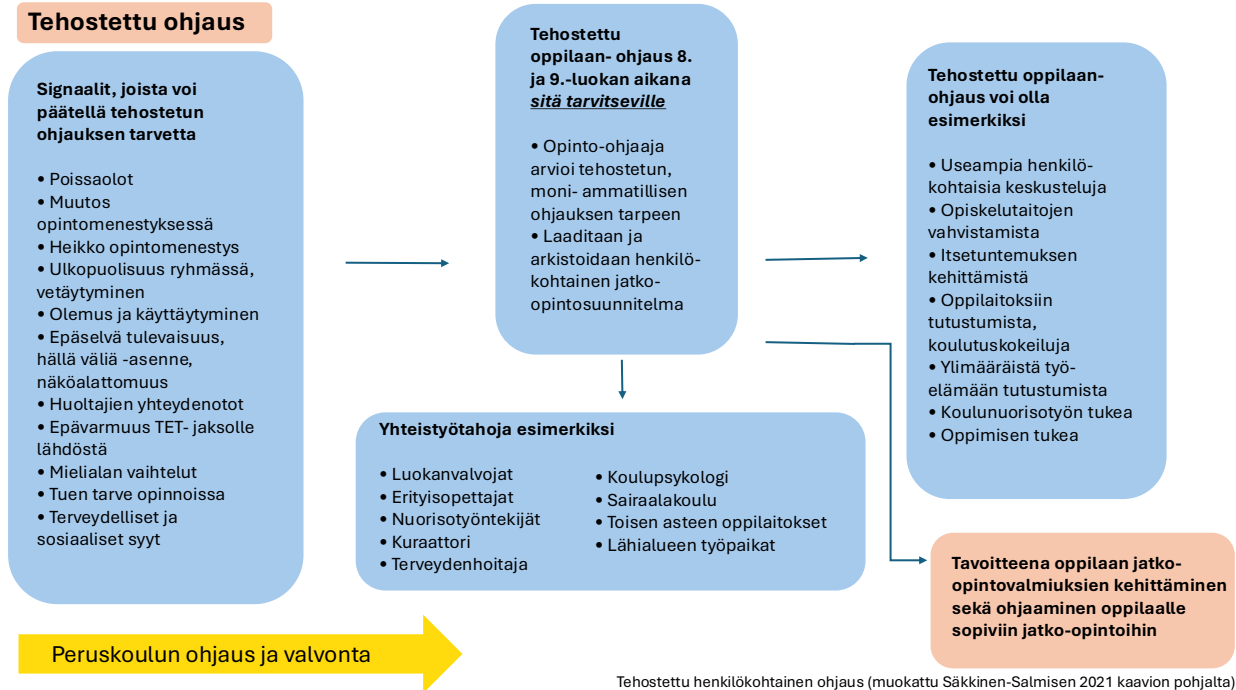 Tehostettu ohjaus
Signaalit, joista voi
päätellä tehostetun
ohjauksen tarvetta
• Poissaolot
• Muutos
opintomenestyksessä
• Heikko opintomenestys
• Ulkopuolisuus ryhmässä,
vetäytyminen
• Olemus ja käyttäytyminen
• Epäselvä tulevaisuus,
hällä väliä -asenne,
näköalattomuus
• Huoltajien yhteydenotot
• Epävarmuus TET- jaksolle
lähdöstä
• Mielialan vaihtelut
• Tuen tarve opinnoissa
• Terveydelliset ja
sosiaaliset syyt
Tehostettu
oppilaan- ohjaus 8.
ja 9.-luokan aikana
sitä tarvitseville
• Opinto-ohjaaja
arvioi tehostetun,
moni- ammatillisen
ohjauksen tarpeen
• Laaditaan ja
arkistoidaan henkilö-
kohtainen jatko-
opintosuunnitelma
Yhteistyötahoja esimerkiksi
• Luokanvalvojat
• Erityisopettajat
• Nuorisotyöntekijät
• Kuraattori
• Terveydenhoitaja
• Koulupsykologi
• Sairaalakoulu
• Toisen asteen oppilaitokset
• Lähialueen työpaikat
Tehostettu oppilaan-
ohjaus voi olla
esimerkiksi
• Useampia henkilö-
kohtaisia keskusteluja
• Opiskelutaitojen
vahvistamista
• Itsetuntemuksen
kehittämistä
• Oppilaitoksiin
tutustumista,
koulutuskokeiluja
• Ylimääräistä työ-
elämään tutustumista
• Koulunuorisotyön tukea
• Oppimisen tukea
Tavoitteena oppilaan jatko-
opintovalmiuksien kehittäminen
sekä ohjaaminen oppilaalle
sopiviin jatko-opintoihin
Peruskoulun ohjaus ja valvonta
Tehostettu henkilökohtainen ohjaus (muokattu Säkkinen-Salmisen 2021 kaavion pohjalta)